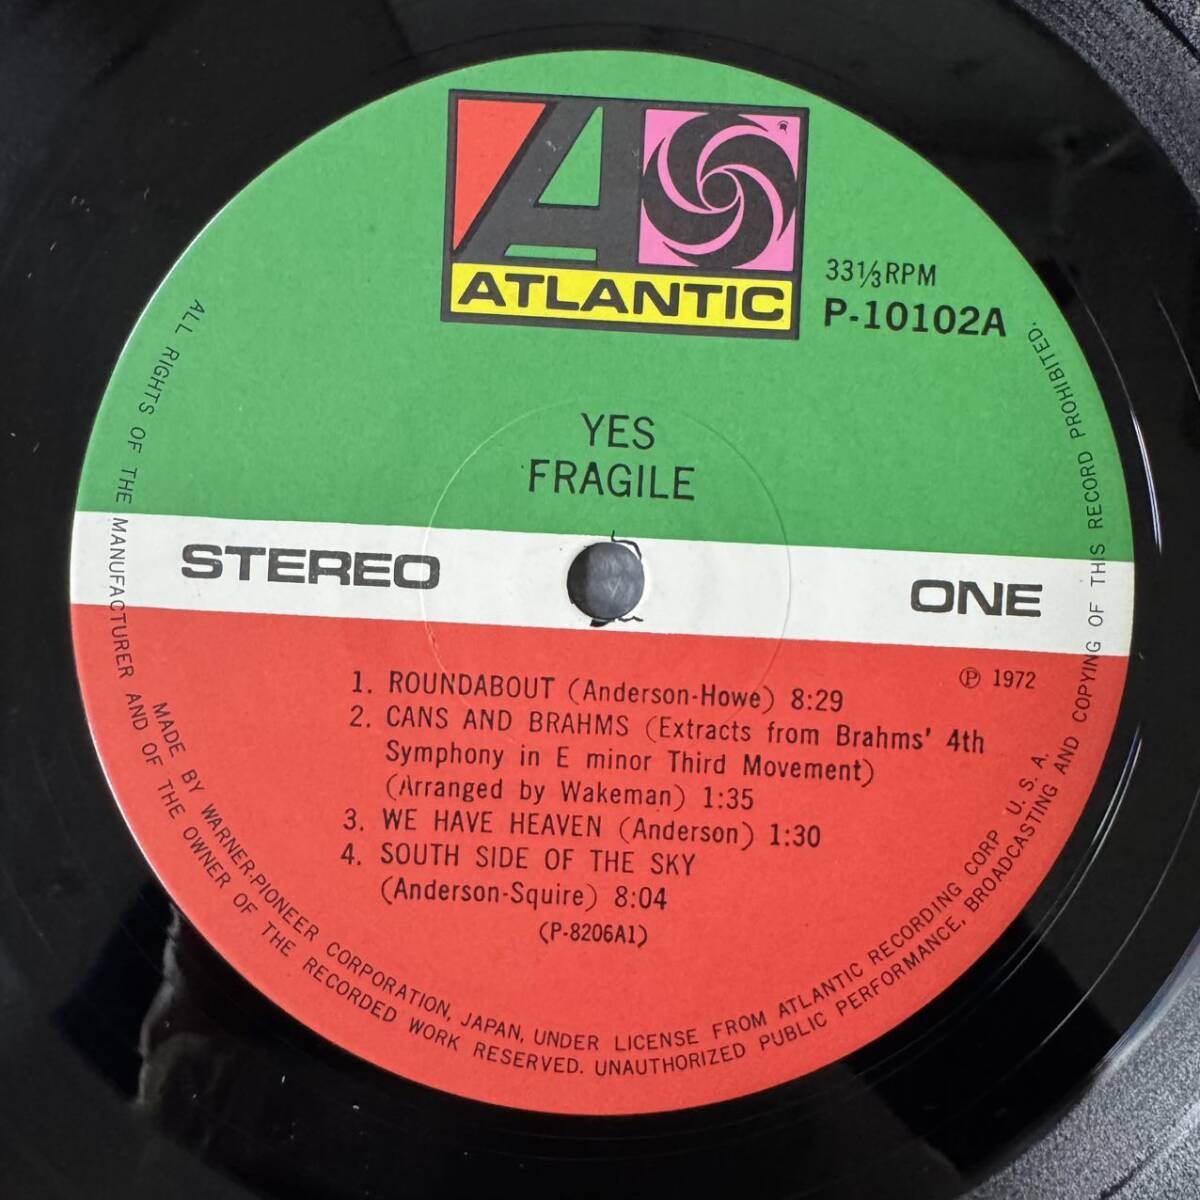 ATLANTIC
33 1/3 RPM
P-10102A
YES
FRAGILE
STEREO
ONE
℗ 1972
1. ROUNDABOUT (Anderson-Howe) 8:29
2. CANS AND BRAHMS (Extracts from Brahms' 4th
Symphony in E minor Third Movement)
(Arranged by Wakeman) 1:35
3. WE HAVE HEAVEN (Anderson) 1:30
4. SOUTH SIDE OF THE SKY
(Anderson-Squire) 8:04
(P-8206A1)
MADE BY WARNER-PIONEER CORPORATION, JAPAN, UNDER LICENSE FROM ATLANTIC RECORDING CORP U. S. A.
ALL RIGHTS OF THE MANUFACTURER AND OF THE OWNER OF THE RECORDED WORK RESERVED. UNAUTHORIZED PUBLIC PERFORMANCE, BROADCASTING AND COPYING OF THIS RECORD PROHIBITED.